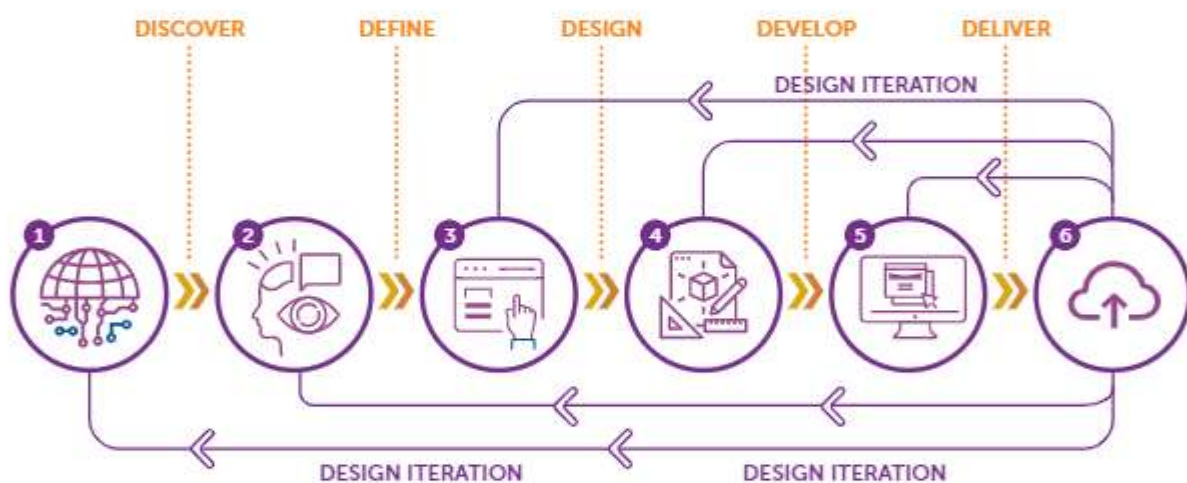 DISCOVER DEFINE DESIGN DEVELOP DELIVER
DESIGN ITERATION
1 2 3 4 5 6
DESIGN ITERATION DESIGN ITERATION